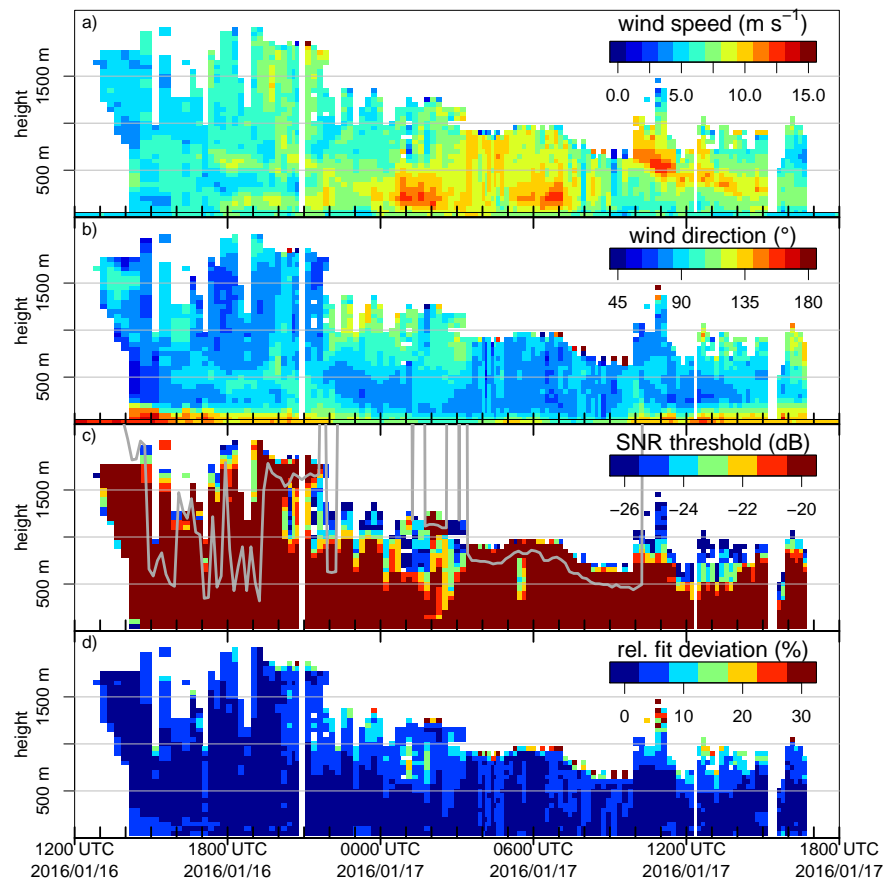 a)
wind speed (m s⁻¹)
0.0 5.0 10.0 15.0
height
500 m 1500 m
b)
wind direction (°)
45 90 135 180
height
500 m 1500 m
c)
SNR threshold (dB)
−26 −24 −22 −20
height
500 m 1500 m
d)
rel. fit deviation (%)
0 10 20 30
height
500 m 1500 m
1200 UTC 1800 UTC 0000 UTC 0600 UTC 1200 UTC 1800 UTC
2016/01/16 2016/01/16 2016/01/17 2016/01/17 2016/01/17 2016/01/17